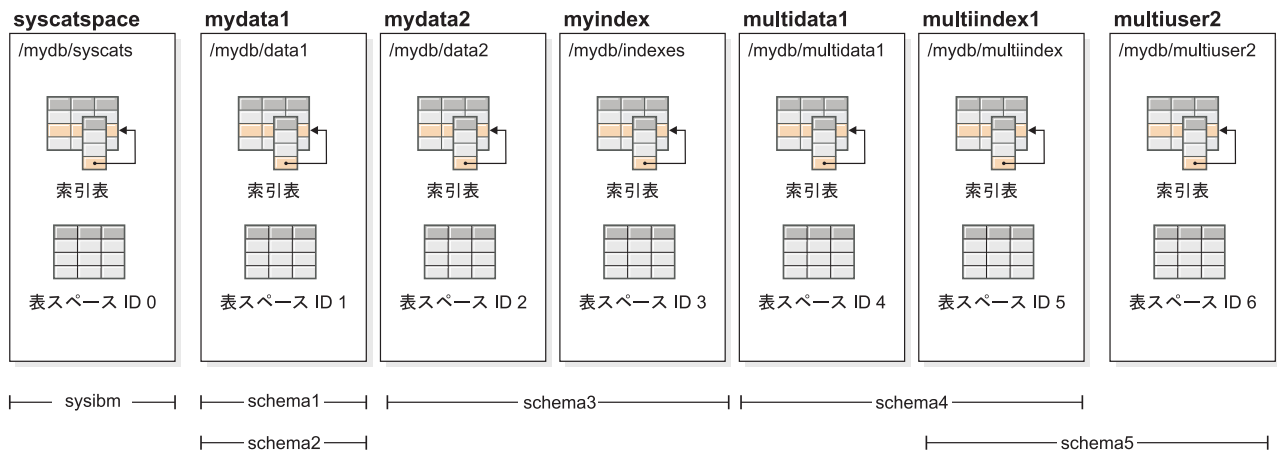 syscatspace
mydata1
mydata2
myindex
multidata1
multiindex1
multiuser2
/mydb/syscats
/mydb/data1
/mydb/data2
/mydb/indexes
/mydb/multidata1
/mydb/multiindex
/mydb/multiuser2
索引表
索引表
索引表
索引表
索引表
索引表
索引表
表スペース ID 0
表スペース ID 1
表スペース ID 2
表スペース ID 3
表スペース ID 4
表スペース ID 5
表スペース ID 6
sysibm
schema1
schema3
schema4
schema2
schema5